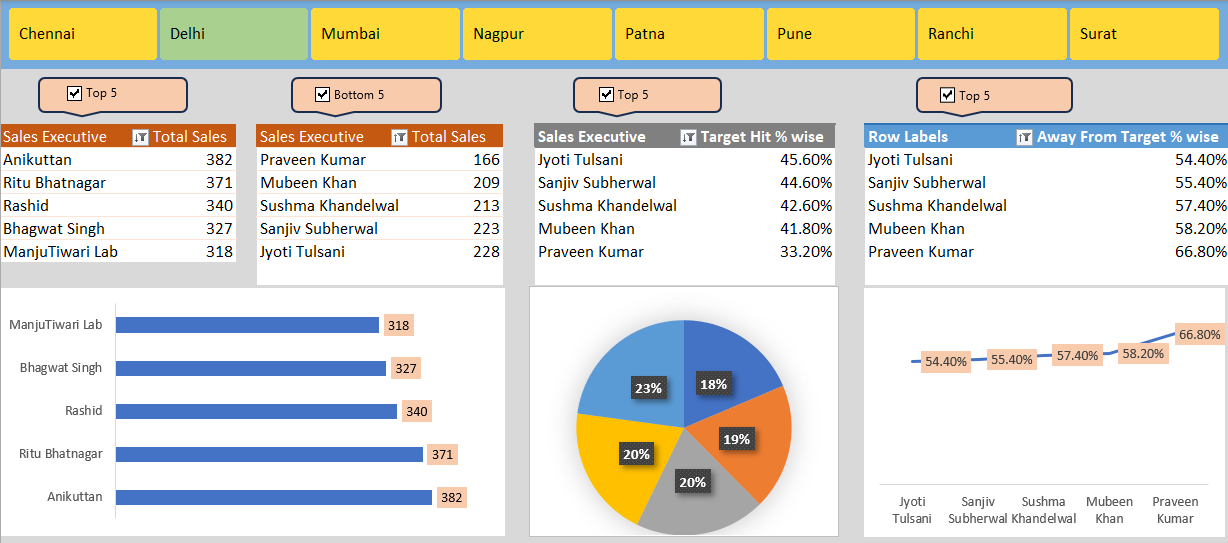 Chennai Delhi Mumbai Nagpur Patna Pune Ranchi Surat
Top 5 Bottom 5 Top 5 Top 5
Sales Executive Total Sales
Anikuttan 382
Ritu Bhatnagar 371
Rashid 340
Bhagwat Singh 327
ManjuTiwari Lab 318
Sales Executive Total Sales
Praveen Kumar 166
Mubeen Khan 209
Sushma Khandelwal 213
Sanjiv Subherwal 223
Jyoti Tulsani 228
Sales Executive Target Hit % wise
Jyoti Tulsani 45.60%
Sanjiv Subherwal 44.60%
Sushma Khandelwal 42.60%
Mubeen Khan 41.80%
Praveen Kumar 33.20%
Row Labels Away From Target % wise
Jyoti Tulsani 54.40%
Sanjiv Subherwal 55.40%
Sushma Khandelwal 57.40%
Mubeen Khan 58.20%
Praveen Kumar 66.80%
ManjuTiwari Lab 318
Bhagwat Singh 327
Rashid 340
Ritu Bhatnagar 371
Anikuttan 382
23% 18%
19%
20%
20%
54.40% 55.40% 57.40% 58.20% 66.80%
Jyoti Sanjiv Sushma Mubeen Praveen
Tulsani Subherwal Khandelwal Khan Kumar